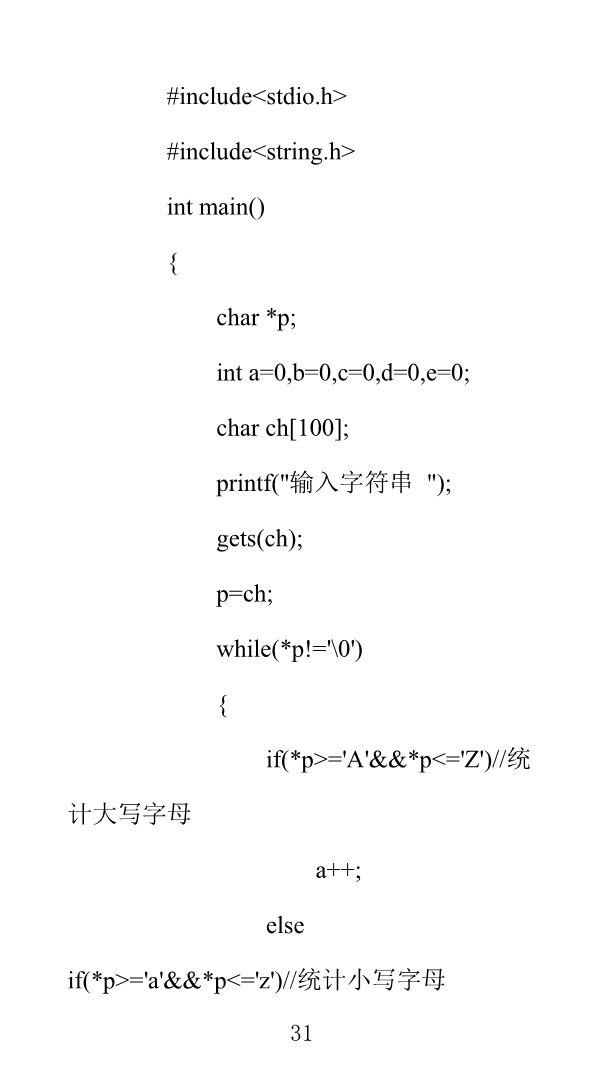 #include<stdio.h>
#include<string.h>
int main()
{
char *p;
int a=0,b=0,c=0,d=0,e=0;
char ch[100];
printf("输入字符串 ");
gets(ch);
p=ch;
while(*p!='\0')
{
if(*p>='A'&&*p<='Z')//统
计大写字母
a++;
else
if(*p>='a'&&*p<='z')//统计小写字母
31